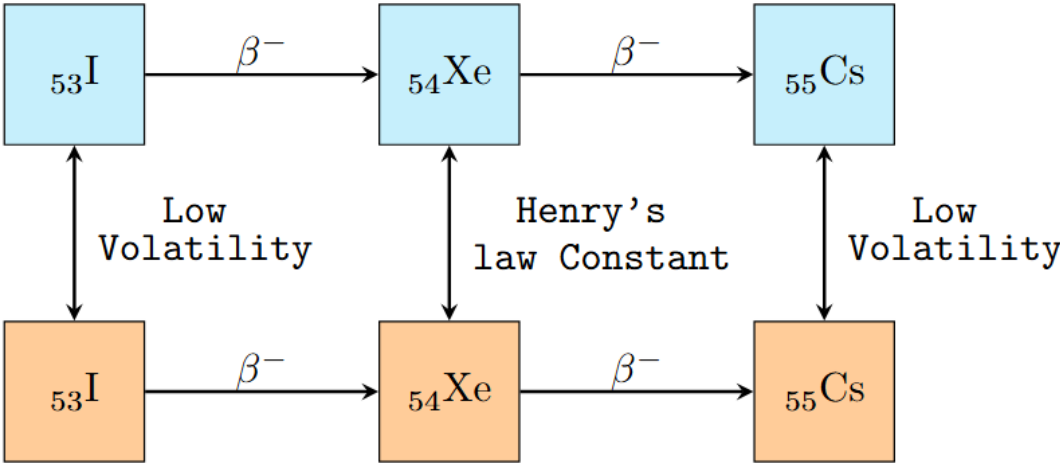 β⁻ β⁻
₅₃I ₅₄Xe ₅₅Cs
Low Henry's Low
Volatility law Constant Volatility
β⁻ β⁻
₅₃I ₅₄Xe ₅₅Cs